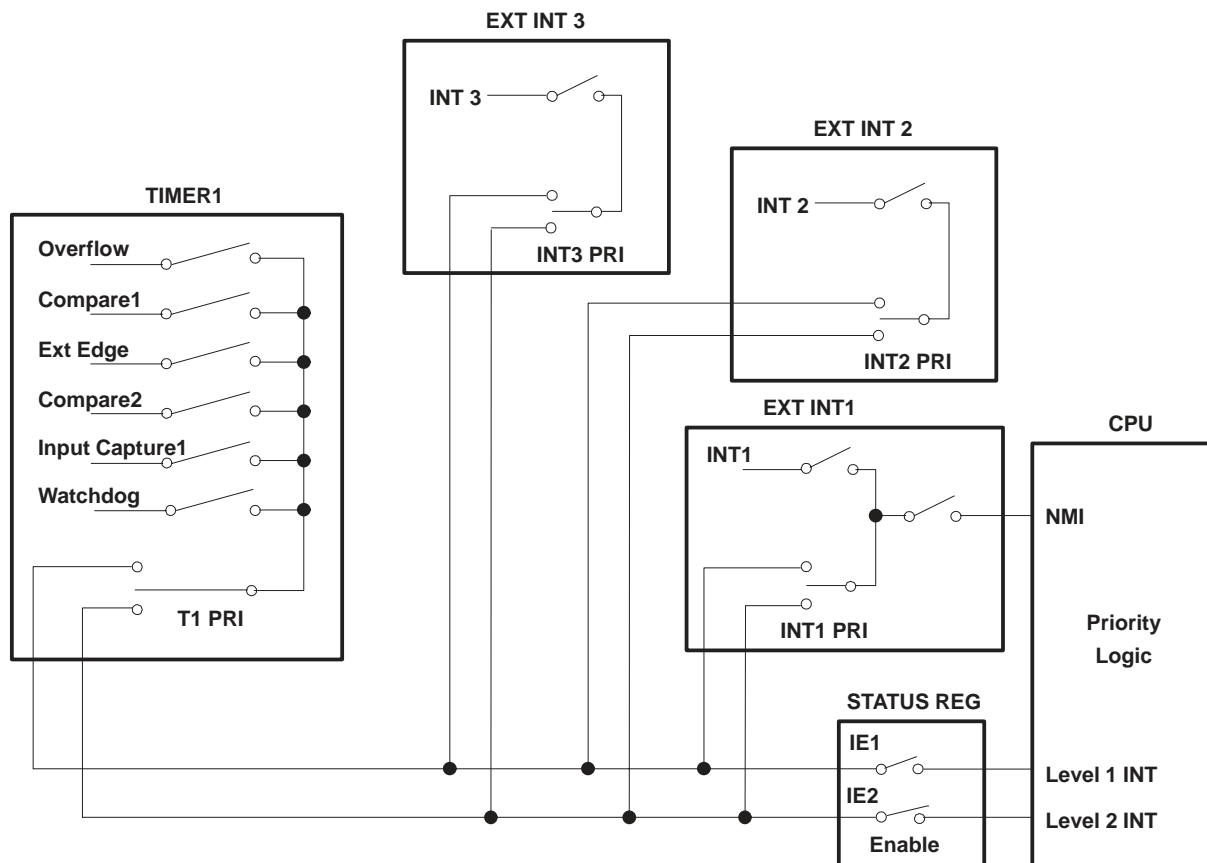 EXT INT 3
INT 3
INT3 PRI
EXT INT 2
INT 2
INT2 PRI
TIMER1
Overflow
Compare1
Ext Edge
Compare2
Input Capture1
Watchdog
T1 PRI
EXT INT1
INT1
INT1 PRI
CPU
NMI
Priority
Logic
Level 1 INT
Level 2 INT
STATUS REG
IE1
IE2
Enable